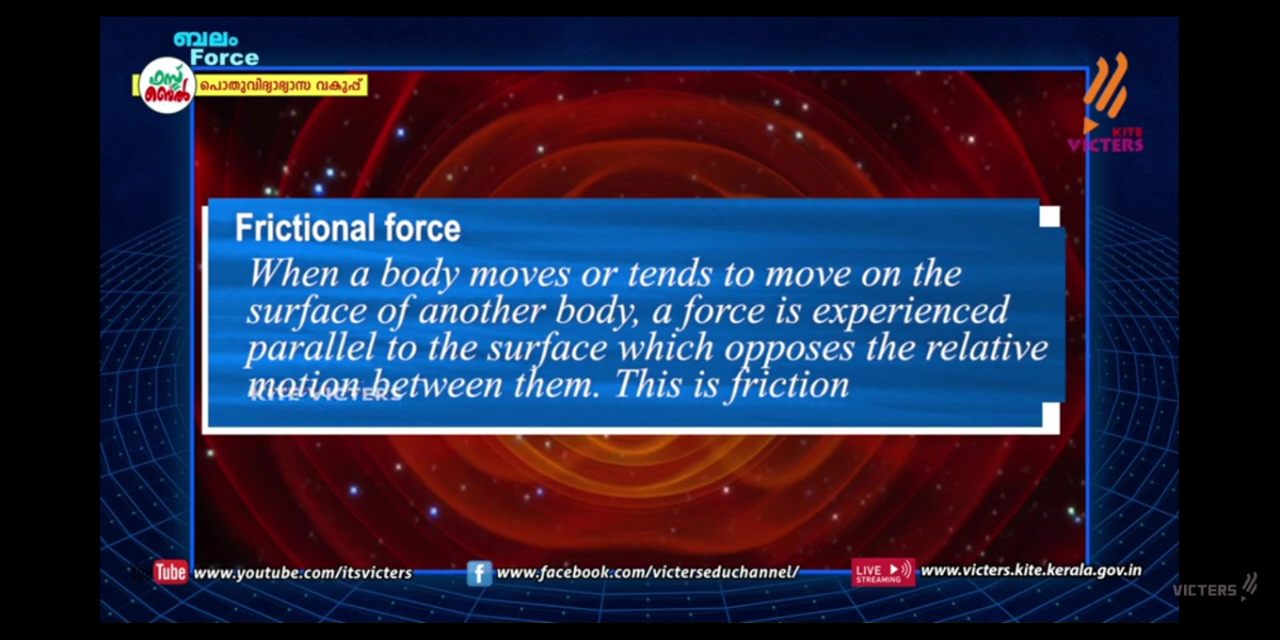 ബലം
Force
ഫസ്റ്റ്
ബെൽ
പൊതുവിദ്യാഭ്യാസ വകുപ്പ്
KITE
VICTERS
Frictional force
When a body moves or tends to move on the
surface of another body, a force is experienced
parallel to the surface which opposes the relative
motion between them. This is friction
KITE VICTERS
Tube www.youtube.com/itsvicters
f www.facebook.com/victerseduchannel/
LIVE
STREAMING
www.victers.kite.kerala.gov.in
VICTERS